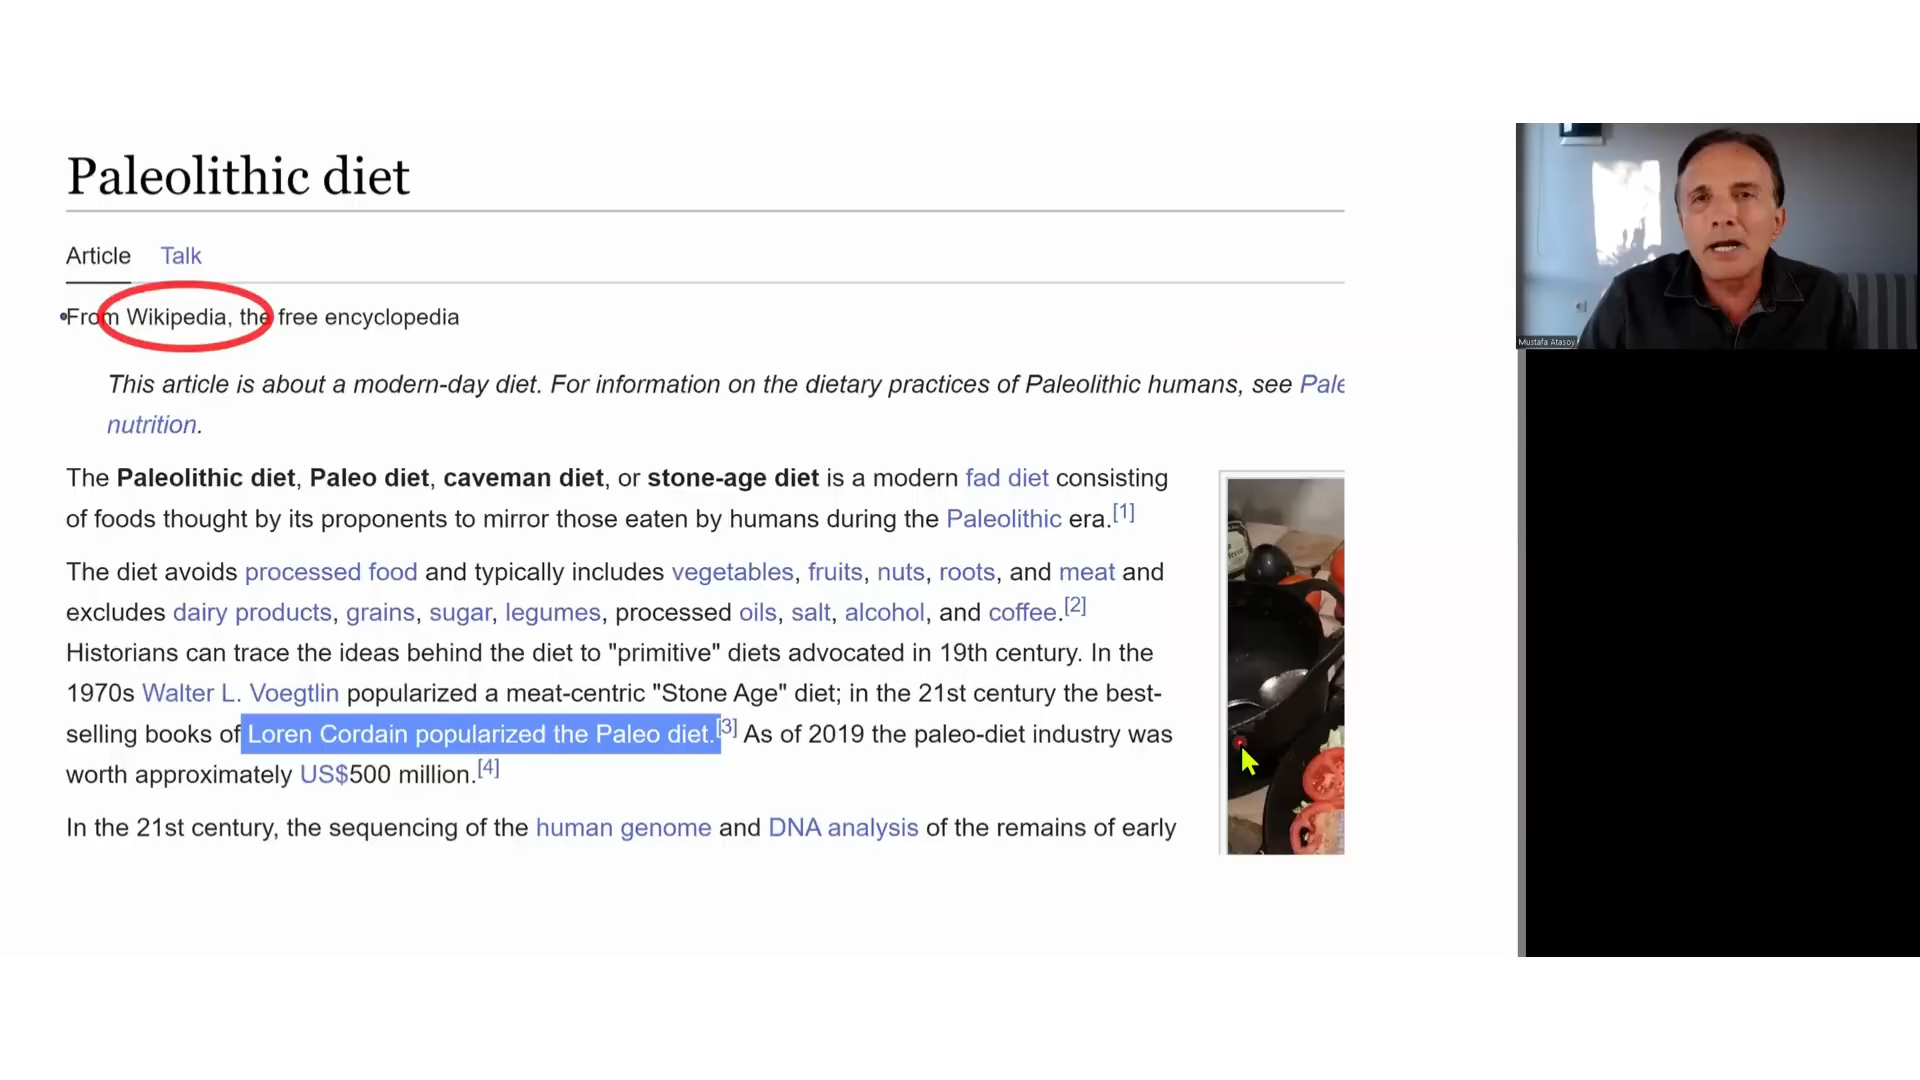 Paleolithic diet
Article Talk
From Wikipedia, the free encyclopedia
This article is about a modern-day diet. For information on the dietary practices of Paleolithic humans, see Pale
nutrition.
The Paleolithic diet, Paleo diet, caveman diet, or stone-age diet is a modern fad diet consisting
of foods thought by its proponents to mirror those eaten by humans during the Paleolithic era.[1]
The diet avoids processed food and typically includes vegetables, fruits, nuts, roots, and meat and
excludes dairy products, grains, sugar, legumes, processed oils, salt, alcohol, and coffee.[2]
Historians can trace the ideas behind the diet to "primitive" diets advocated in 19th century. In the
1970s Walter L. Voegtlin popularized a meat-centric "Stone Age" diet; in the 21st century the best-
selling books of Loren Cordain popularized the Paleo diet.[3] As of 2019 the paleo-diet industry was
worth approximately US$500 million.[4]
In the 21st century, the sequencing of the human genome and DNA analysis of the remains of early
Mustafa Atasoy